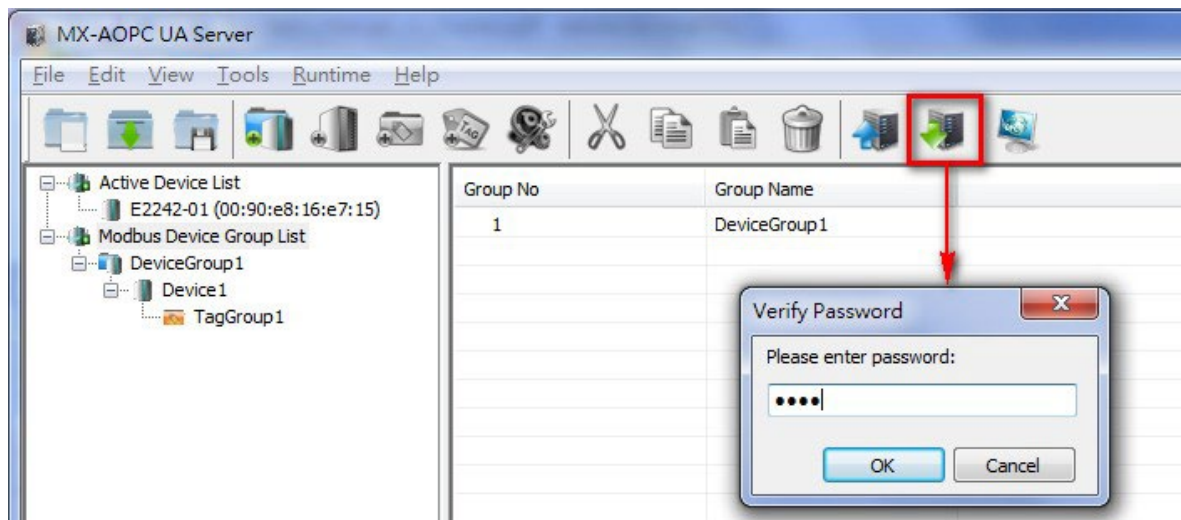 MX-AOPC UA Server
File Edit View Tools Runtime Help
TAG
Active Device List
E2242-01 (00:90:e8:16:e7:15)
Modbus Device Group List
DeviceGroup1
Device1
TagGroup1
Group No Group Name
1 DeviceGroup1
Verify Password
Please enter password:
••••
OK Cancel